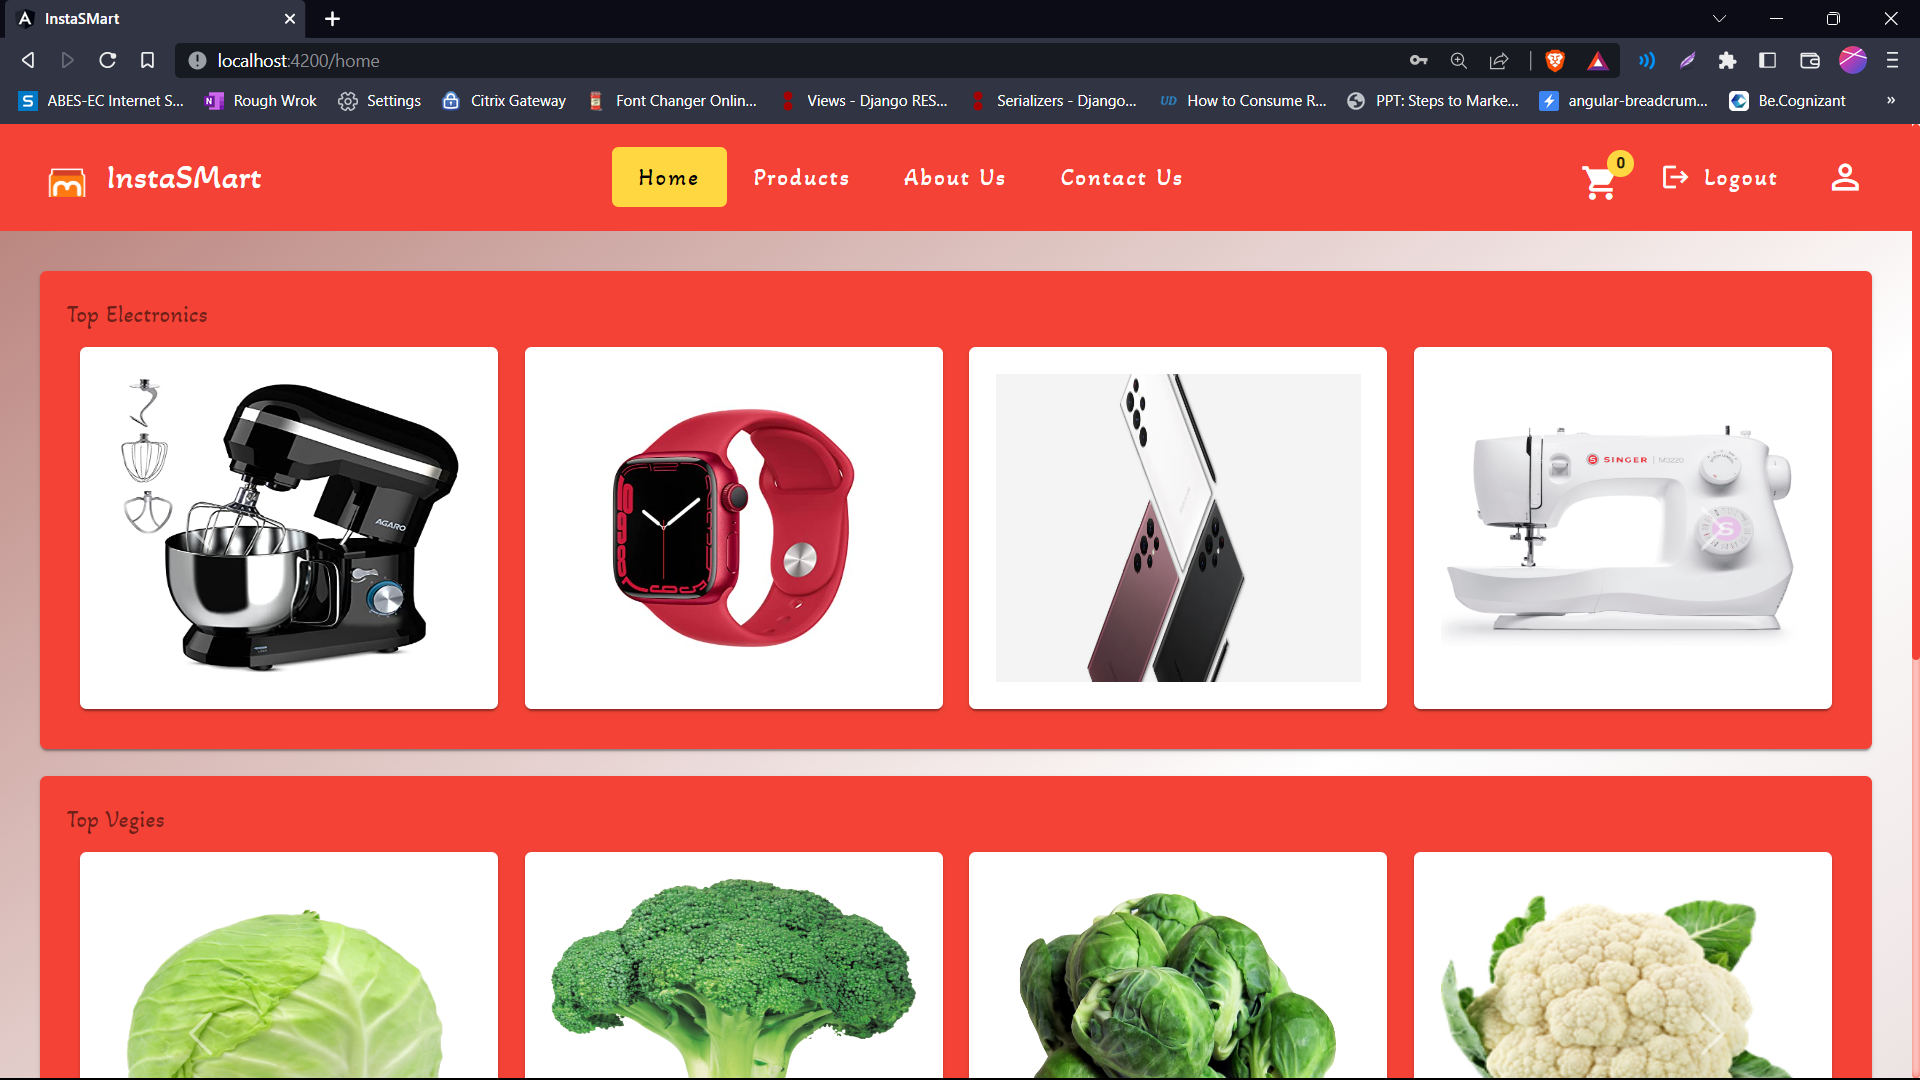 InstaSMart
localhost:4200/home
ABES-EC Internet S...
Rough Wrok
Settings
Citrix Gateway
Font Changer Onlin...
Views - Django RES...
Serializers - Django...
UD How to Consume R...
PPT: Steps to Marke...
angular-breadcrum...
Be.Cognizant
InstaSMart
Home
Products
About Us
Contact Us
0
Logout
Top Electronics
AGARO
S SINGER | M3220
S
Top Vegies